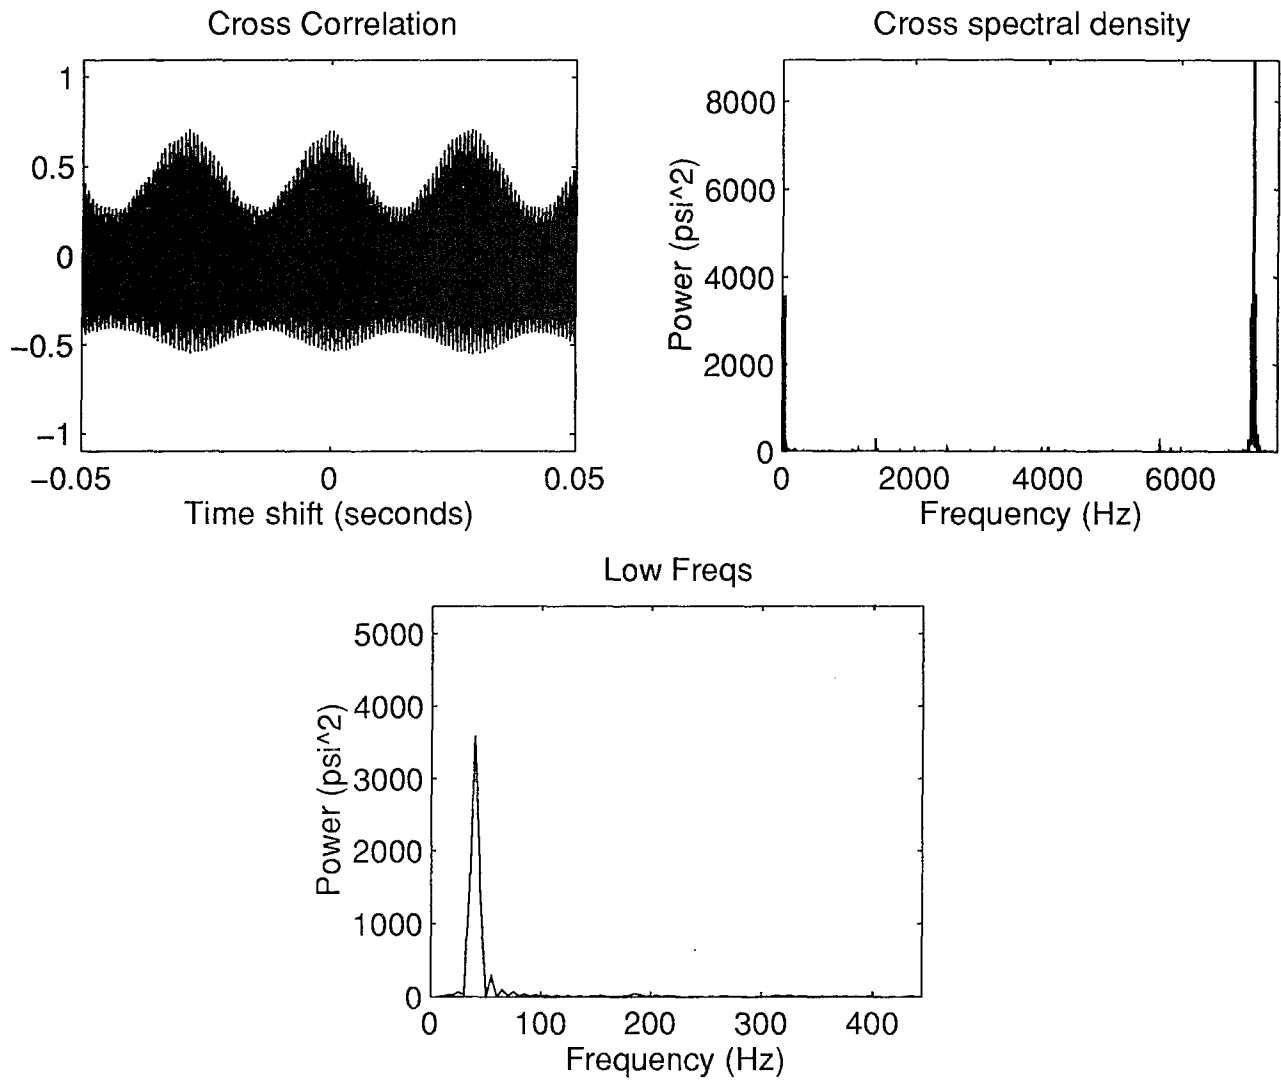 Cross Correlation
1
0.5
0
−0.5
−1
−0.05 0 0.05
Time shift (seconds)
Cross spectral density
Power (psi^2)
8000
6000
4000
2000
0
0 2000 4000 6000
Frequency (Hz)
Low Freqs
Power (psi^2)
5000
4000
3000
2000
1000
0
0 100 200 300 400
Frequency (Hz)